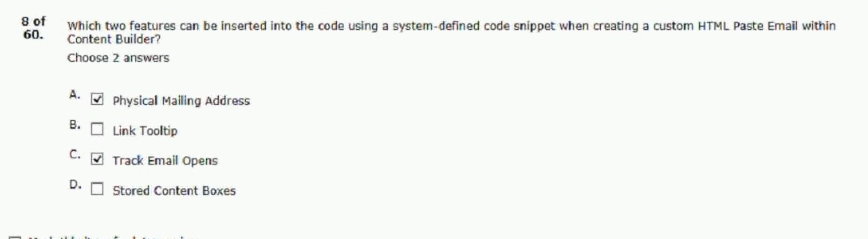 8 of 60.
Which two features can be inserted into the code using a system-defined code snippet when creating a custom HTML Paste Email within
Content Builder?
Choose 2 answers
A. Physical Mailing Address
B. Link Tooltip
C. Track Email Opens
D. Stored Content Boxes